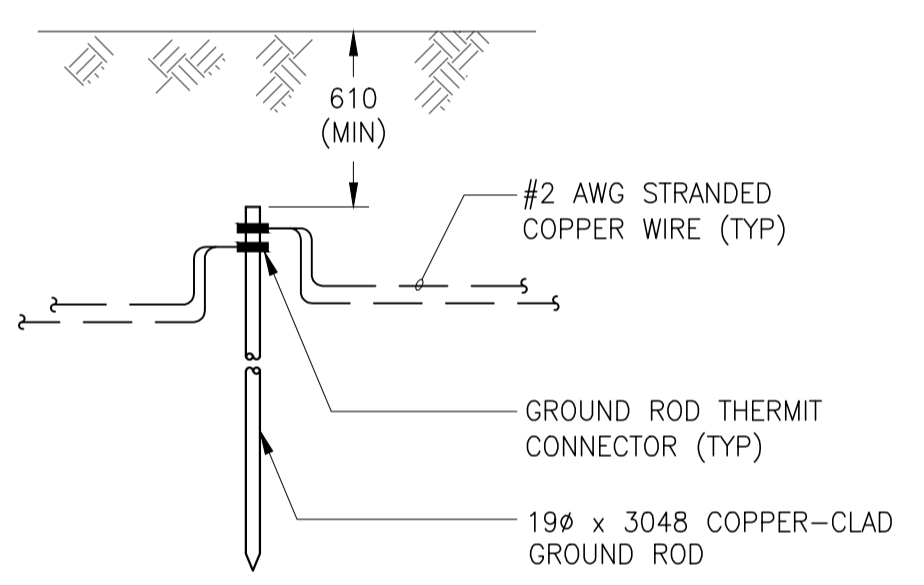 610
(MIN)
#2 AWG STRANDED
COPPER WIRE (TYP)
GROUND ROD THERMIT
CONNECTOR (TYP)
19ø x 3048 COPPER-CLAD
GROUND ROD